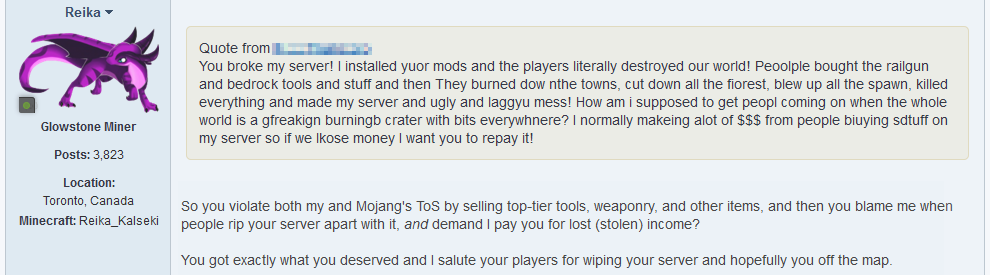 Reika
Glowstone Miner
Posts: 3,823
Location:
Toronto, Canada
Minecraft: Reika_Kalseki
Quote from
You broke my server! I installed yuor mods and the players literally destroyed our world! Peoolple bought the railgun
and bedrock tools and stuff and then They burned dow nthe towns, cut down all the fiorest, blew up all the spawn, killed
everything and made my server and ugly and laggyu mess! How am i supposed to get peopl coming on when the whole
world is a gfreakign burningb crater with bits everywhnere? I normally makeing alot of $$$ from people biuying sdtuff on
my server so if we lkose money I want you to repay it!
So you violate both my and Mojang's ToS by selling top-tier tools, weaponry, and other items, and then you blame me when
people rip your server apart with it, and demand I pay you for lost (stolen) income?
You got exactly what you deserved and I salute your players for wiping your server and hopefully you off the map.